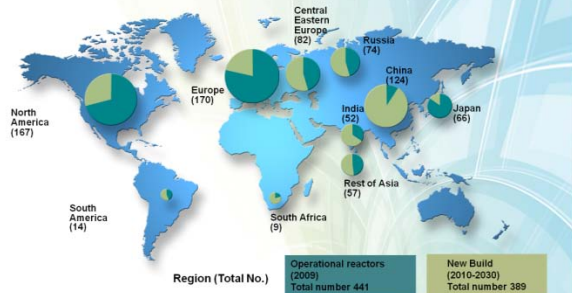 Central
Eastern
Europe
(82)
Russia
(74)
China
(124)
Europe
(170)
North
America
(167)
India
(52)
Japan
(66)
Rest of Asia
(57)
South
America
(14)
South Africa
(9)
Region (Total No.)
Operational reactors
(2009)
Total number 441
New Build
(2010-2030)
Total number 389